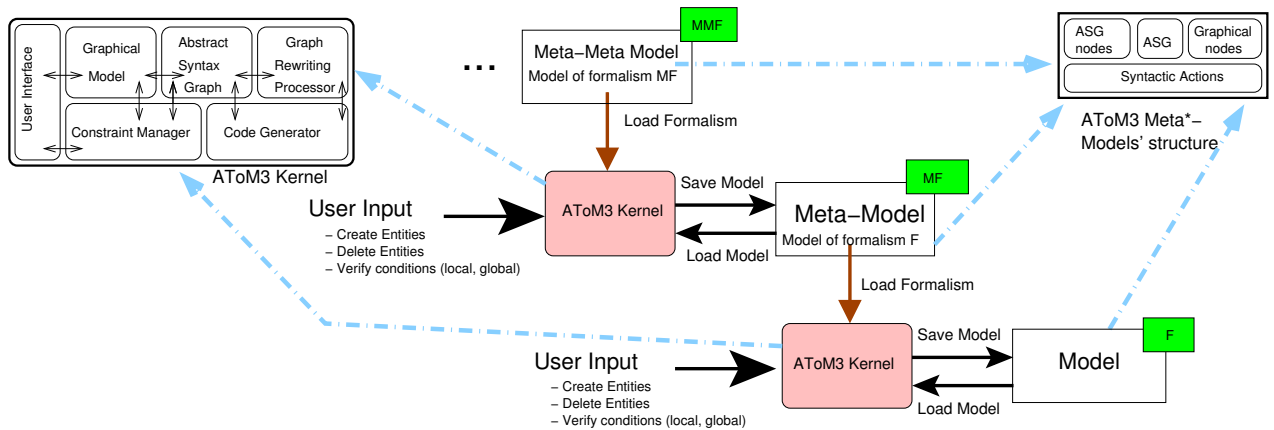 User Interface
Graphical
Model
Abstract
Syntax
Graph
Graph
Rewriting
Processor
Constraint Manager
Code Generator
AToM3 Kernel
...
MMF
Meta−Meta Model
Model of formalism MF
Load Formalism
ASG
nodes
ASG
Graphical
nodes
Syntactic Actions
AToM3 Meta*−
Models' structure
User Input
− Create Entities
− Delete Entities
− Verify conditions (local, global)
AToM3 Kernel
Save Model
Load Model
MF
Meta−Model
Model of formalism F
Load Formalism
User Input
− Create Entities
− Delete Entities
− Verify conditions (local, global)
AToM3 Kernel
Save Model
Load Model
F
Model